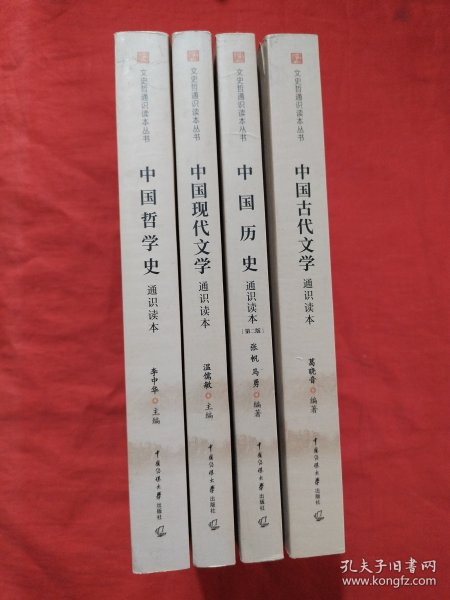 文史哲通识读本丛书
中国哲学史
通识读本
李中华 主编
中国传媒大学出版社
文史哲通识读本丛书
中国现代文学
通识读本
温儒敏 主编
中国传媒大学出版社
文史哲通识读本丛书
中国历史
通识读本
［第二版］
张帆 马勇 编著
中国传媒大学出版社
文史哲通识读本丛书
中国古代文学
通识读本
葛晓音 编著
中国传媒大学出版社
孔夫子旧书网
www.kongfz.com